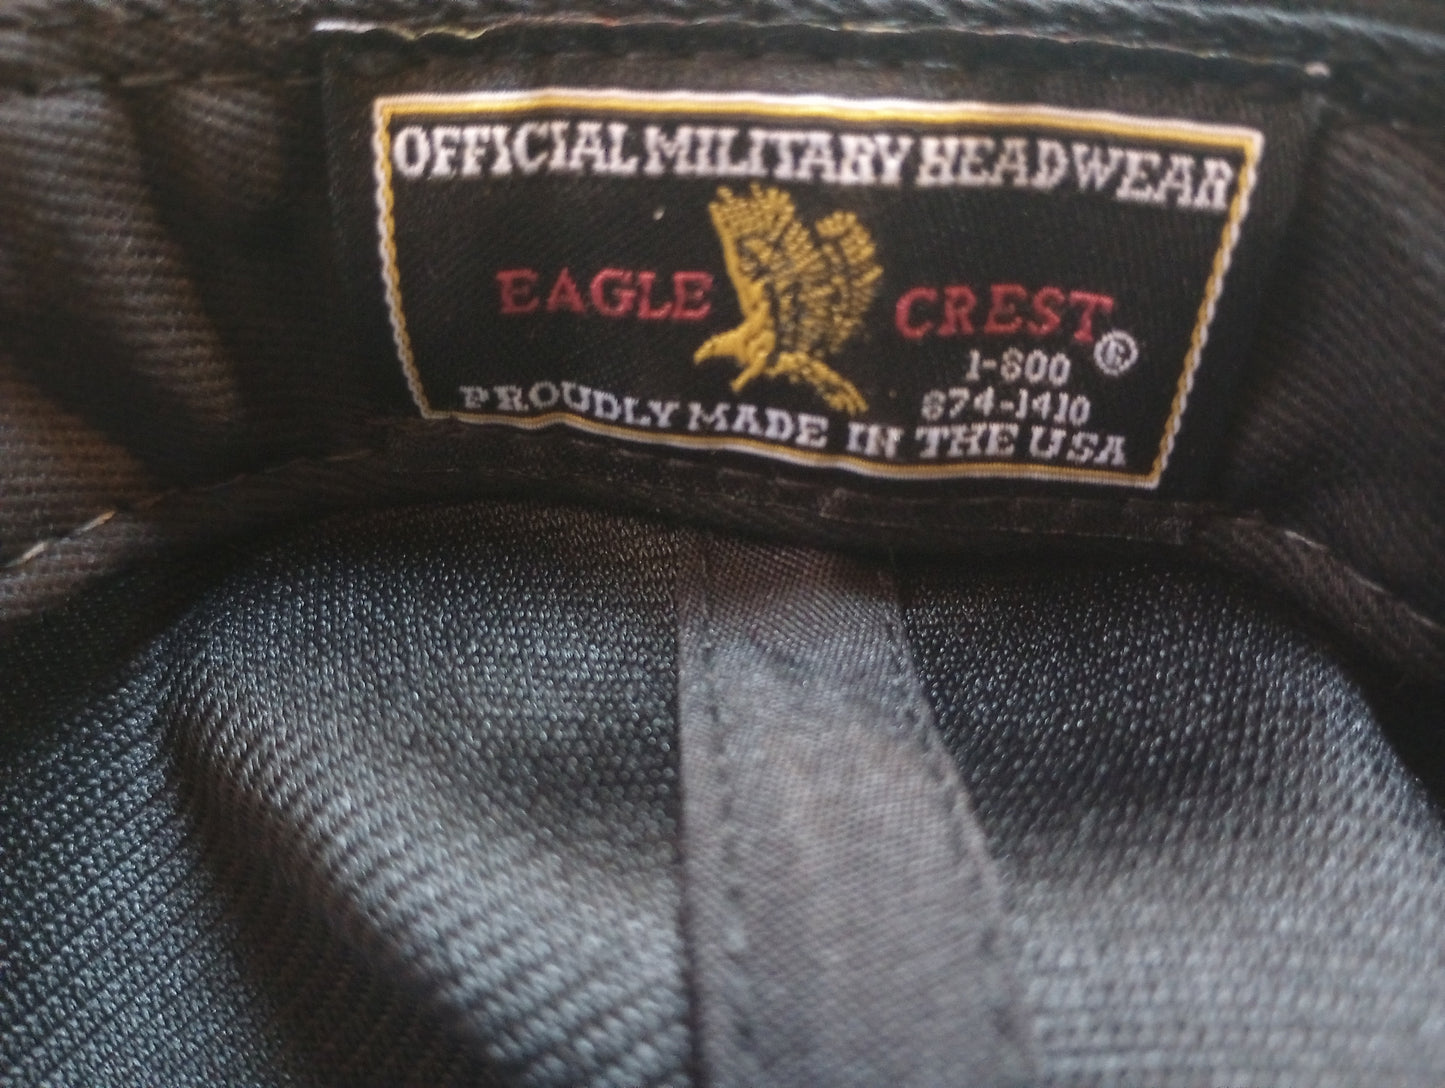 OFFICIAL MILITARY HEADWEAR
EAGLE CREST®
1-800
874-1410
PROUDLY MADE IN THE USA